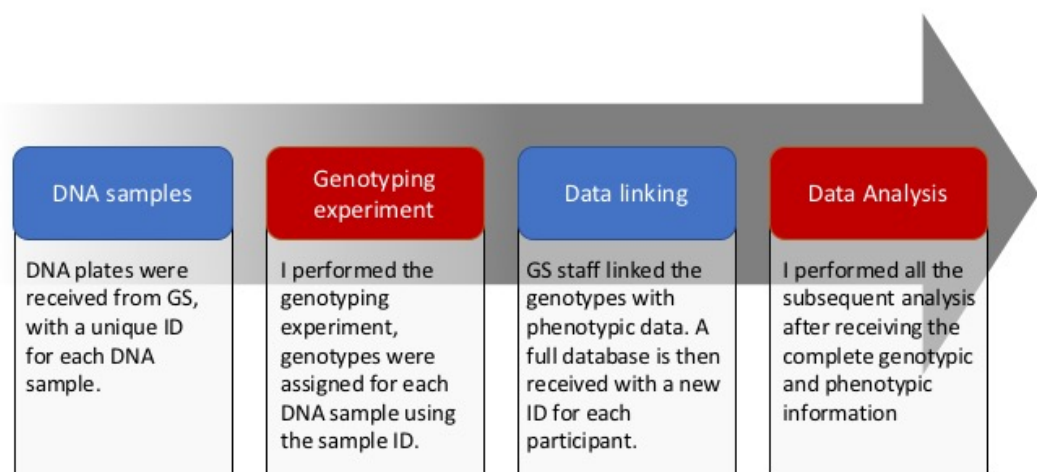 DNA samples
DNA plates were
received from GS,
with a unique ID
for each DNA
sample.
Genotyping
experiment
I performed the
genotyping
experiment,
genotypes were
assigned for each
DNA sample using
the sample ID.
Data linking
GS staff linked the
genotypes with
phenotypic data. A
full database is then
received with a new
ID for each
participant.
Data Analysis
I performed all the
subsequent analysis
after receiving the
complete genotypic
and phenotypic
information